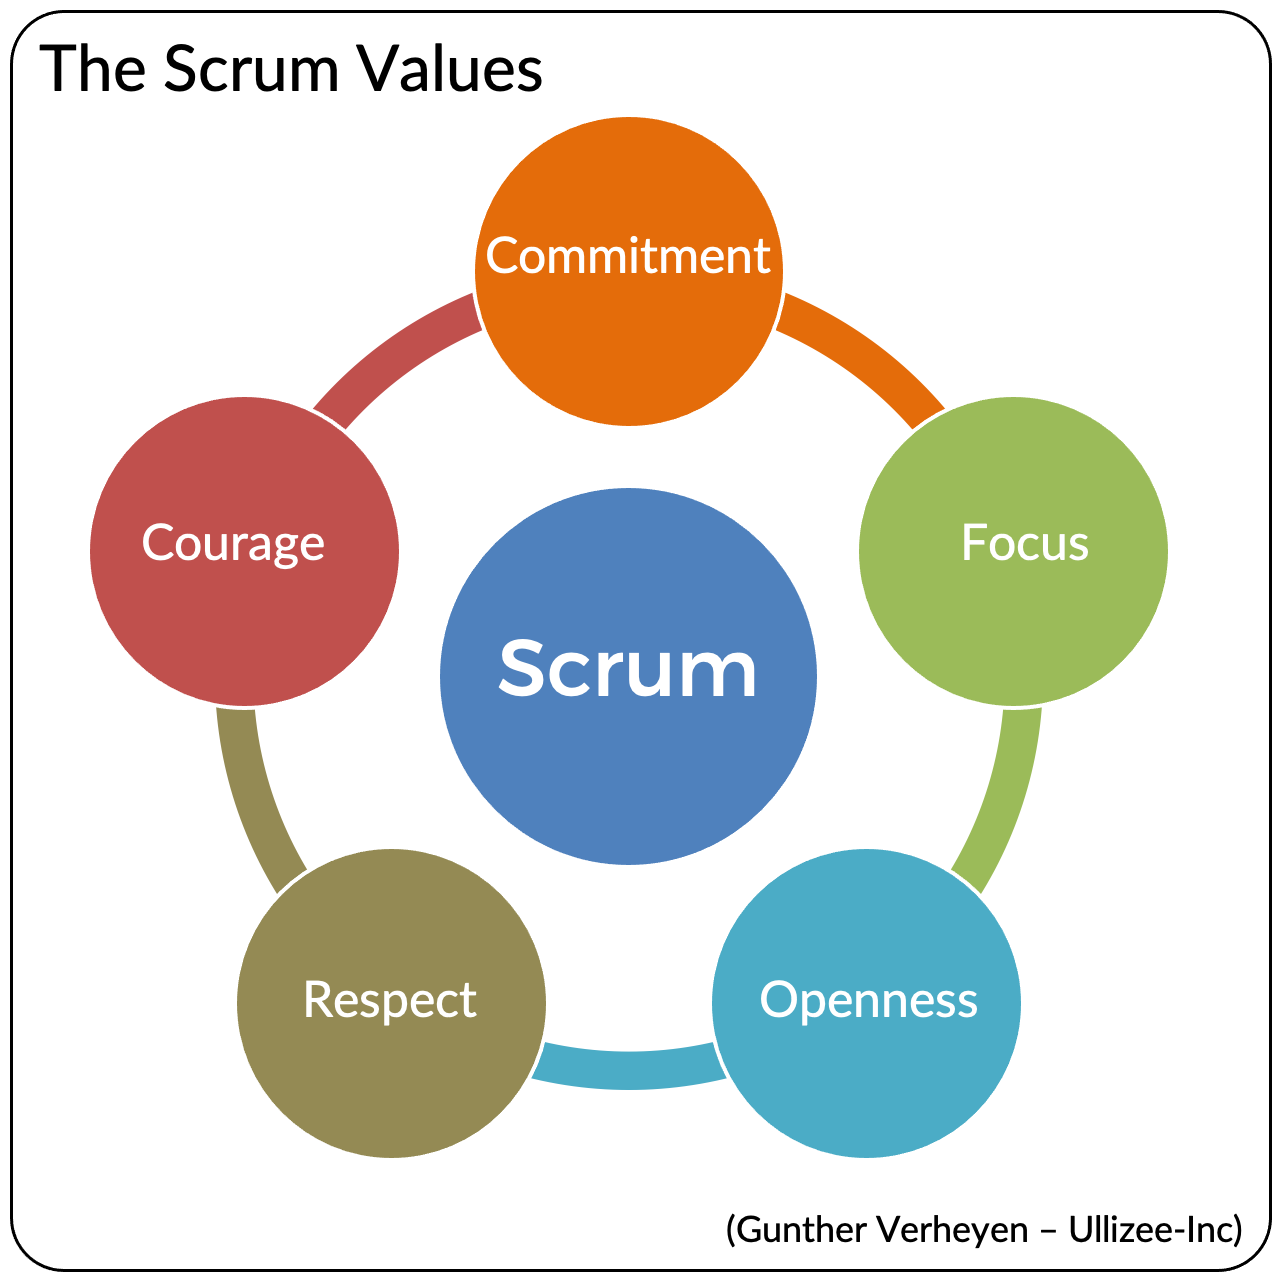 The Scrum Values
Commitment
Courage
Focus
Scrum
Respect
Openness
(Gunther Verheyen – Ullizee-Inc)